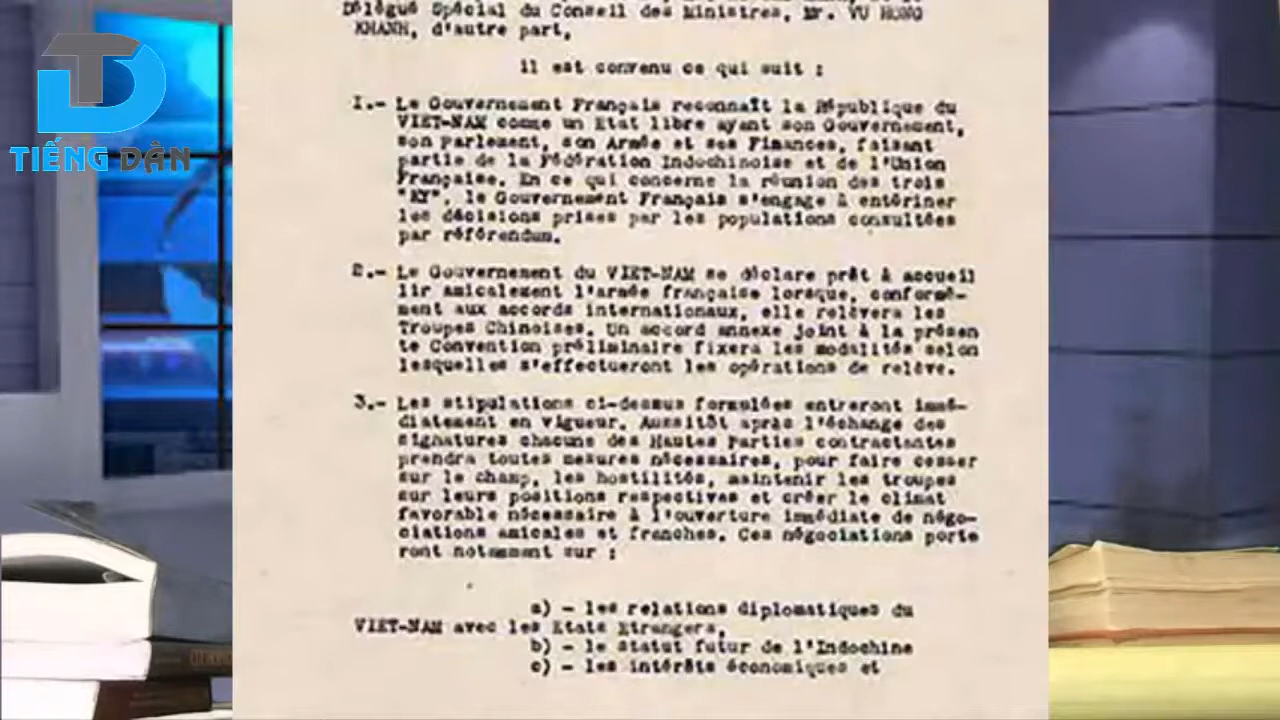 TIẾNG DÂN
Délégué Spécial du Conseil des Ministres, Mr. VU HONG
KHANH, d'autre part,
il est convenu ce qui suit :
1.- Le Gouvernement Français reconnaît la République du
VIET-NAM comme un Etat libre ayant son Gouvernement,
son Parlement, son Armée et ses Finances, faisant
partie de la Fédération Indochinoise et de l'Union
Française. En ce qui concerne la réunion des trois
"KY", le Gouvernement Français s'engage à entériner
les décisions prises par les populations consultées
par référendum.
2.- Le Gouvernement du VIET-NAM se déclare prêt à accueil
lir amicalement l'armée française lorsque, conformé-
ment aux accords internationaux, elle relèvera les
Troupes Chinoises. Un accord annexe joint à la présen
te Convention préliminaire fixera les modalités selon
lesquelles s'effectueront les opérations de relève.
3.- Les stipulations ci-dessus formulées entreront immé-
diatement en vigueur. Aussitôt après l'échange des
signatures chacune des Hautes Parties contractantes
prendra toutes mesures nécessaires, pour faire cesser
sur le champ, les hostilités, maintenir les troupes
sur leurs positions respectives et créer le climat
favorable nécessaire à l'ouverture immédiate de négo-
ciations amicales et franches. Ces négociations porte
ront notamment sur :
a) - les relations diplomatiques du
VIET-NAM avec les Etats Etrangers,
b) - le statut futur de l'Indochine
c) - les intérêts économiques et